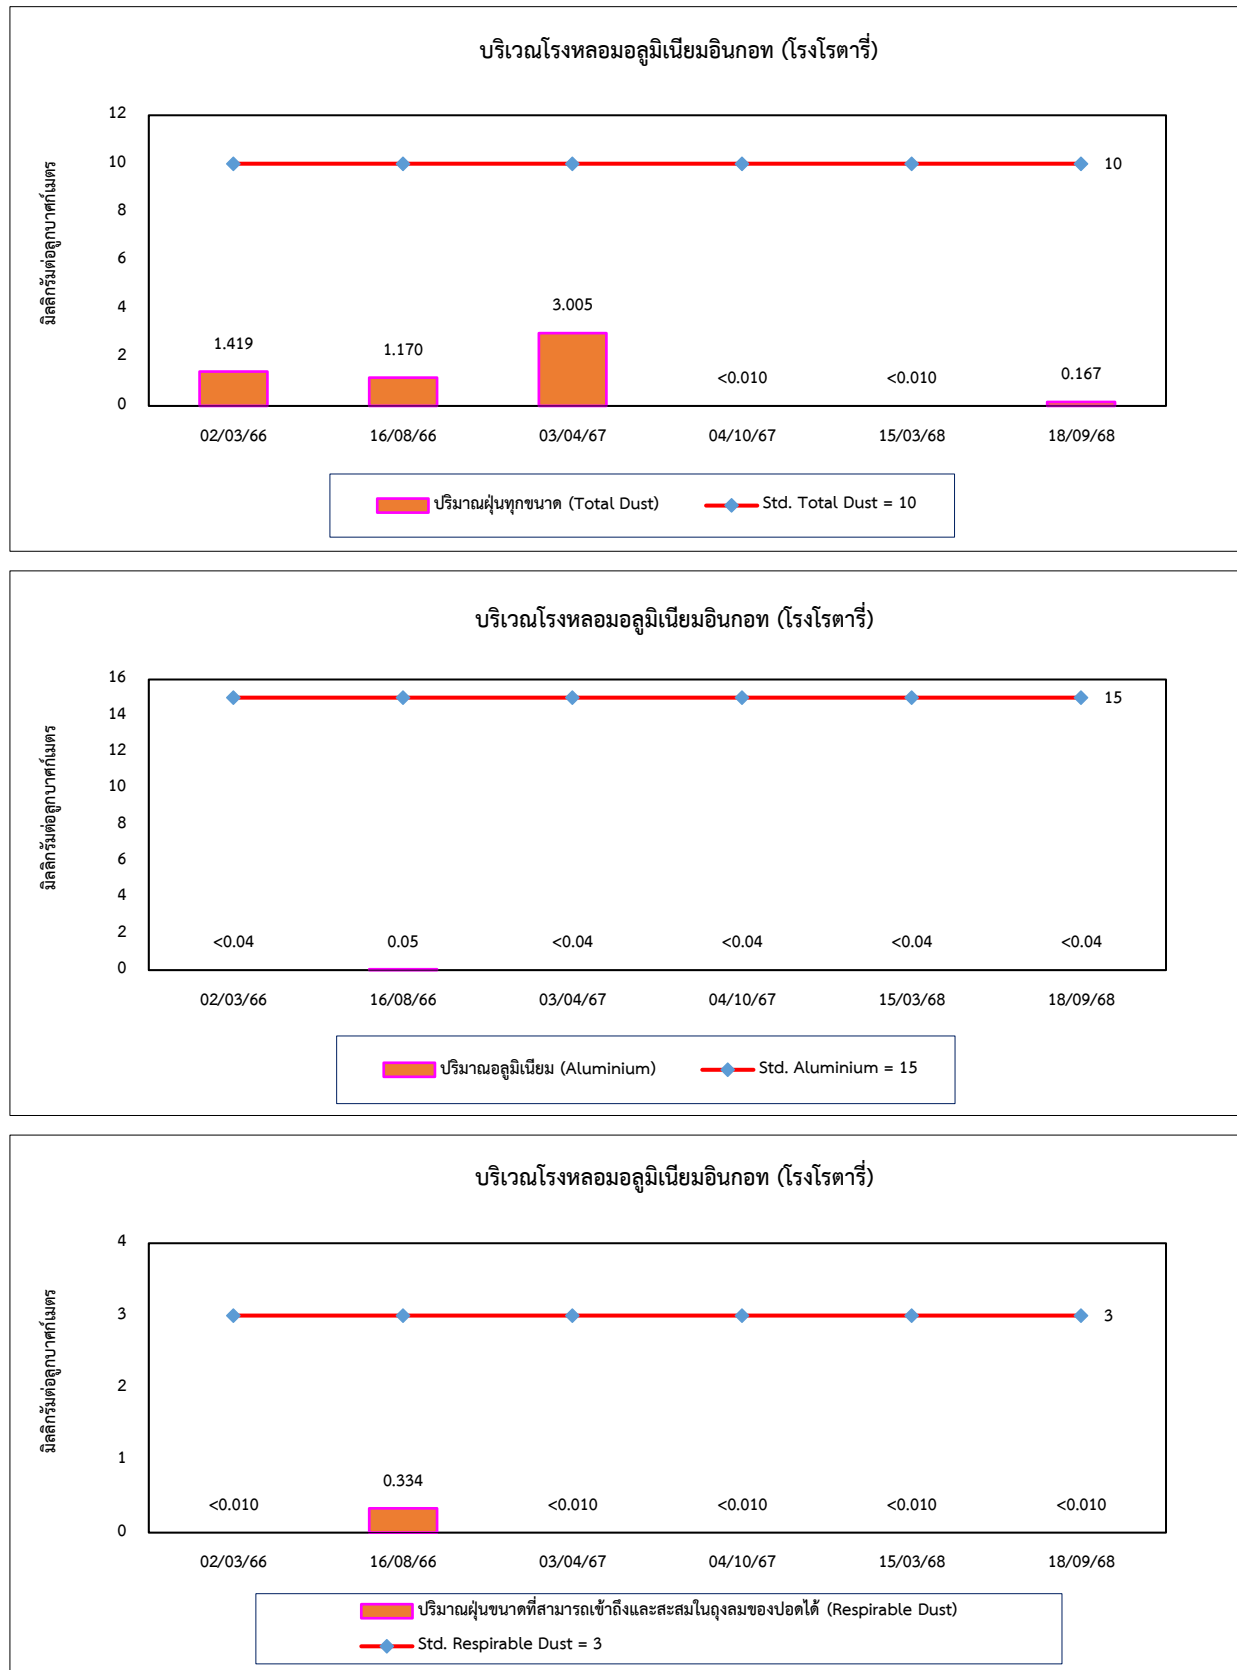 บริเวณโรงหลอมอลูมิเนียมอินกอท (โรงโรตารี่)
มิลลิกรัมต่อลูกบาศก์เมตร
12
10
8
6
4
2
0
10
1.419
1.170
3.005
<0.010
<0.010
0.167
02/03/66 16/08/66 03/04/67 04/10/67 15/03/68 18/09/68
ปริมาณฝุ่นทุกขนาด (Total Dust) Std. Total Dust = 10
บริเวณโรงหลอมอลูมิเนียมอินกอท (โรงโรตารี่)
มิลลิกรัมต่อลูกบาศก์เมตร
16
14
12
10
8
6
4
2
0
15
<0.04 0.05 <0.04 <0.04 <0.04 <0.04
02/03/66 16/08/66 03/04/67 04/10/67 15/03/68 18/09/68
ปริมาณอลูมิเนียม (Aluminium) Std. Aluminium = 15
บริเวณโรงหลอมอลูมิเนียมอินกอท (โรงโรตารี่)
มิลลิกรัมต่อลูกบาศก์เมตร
4
3
2
1
0
3
<0.010 0.334 <0.010 <0.010 <0.010 <0.010
02/03/66 16/08/66 03/04/67 04/10/67 15/03/68 18/09/68
ปริมาณฝุ่นขนาดที่สามารถเข้าถึงและสะสมในถุงลมของปอดได้ (Respirable Dust)
Std. Respirable Dust = 3